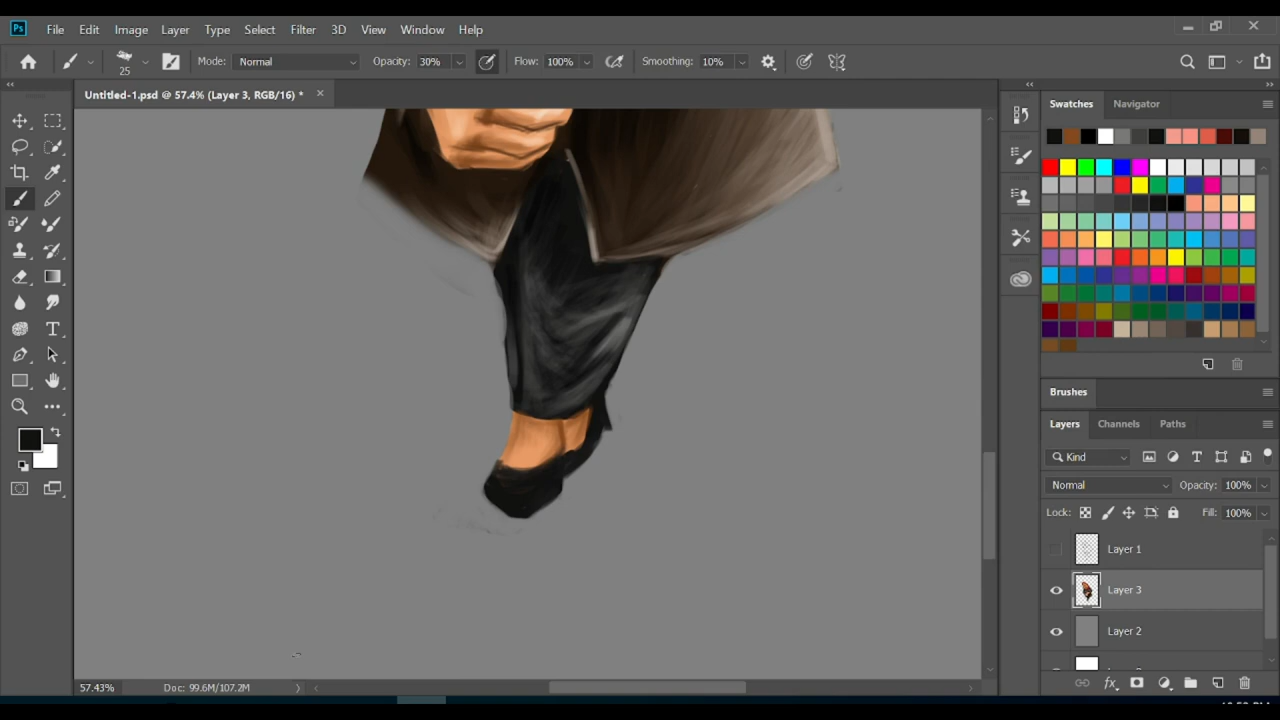 Ps File Edit Image Layer Type Select Filter 3D View Window Help
25 Mode: Normal Opacity: 30% Flow: 100% Smoothing: 10%
Untitled-1.psd @ 57.4% (Layer 3, RGB/16) *
Swatches Navigator
Brushes
Layers Channels Paths
Kind
Normal Opacity: 100%
Lock: Fill: 100%
Layer 1
Layer 3
Layer 2
57.43% Doc: 99.6M/107.2M